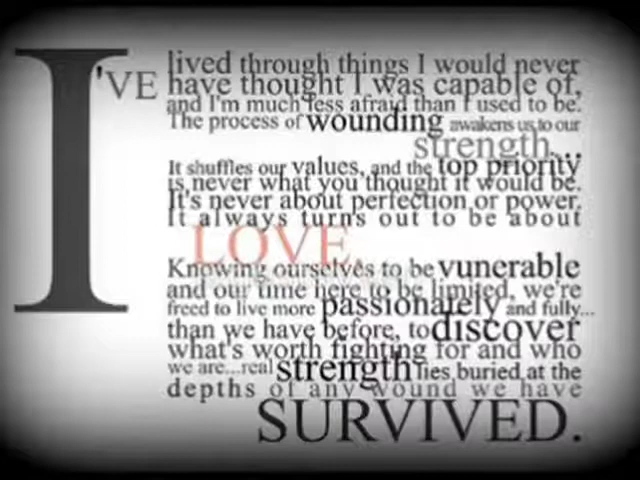 I'VE lived through things I would never
have thought I was capable of,
and I'm much less afraid than I used to be.
The process of wounding awakens us to our
strength...
It shuffles our values, and the top priority
is never what you thought it would be.
It's never about perfection or power.
It always turns out to be about
LOVE.
Knowing ourselves to be vunerable
and our time here to be limited, we're
freed to live more passionately and fully...
than we have before, to discover
what's worth fighting for and who
we are...real strength lies buried at the
depths of any wound we have
SURVIVED.